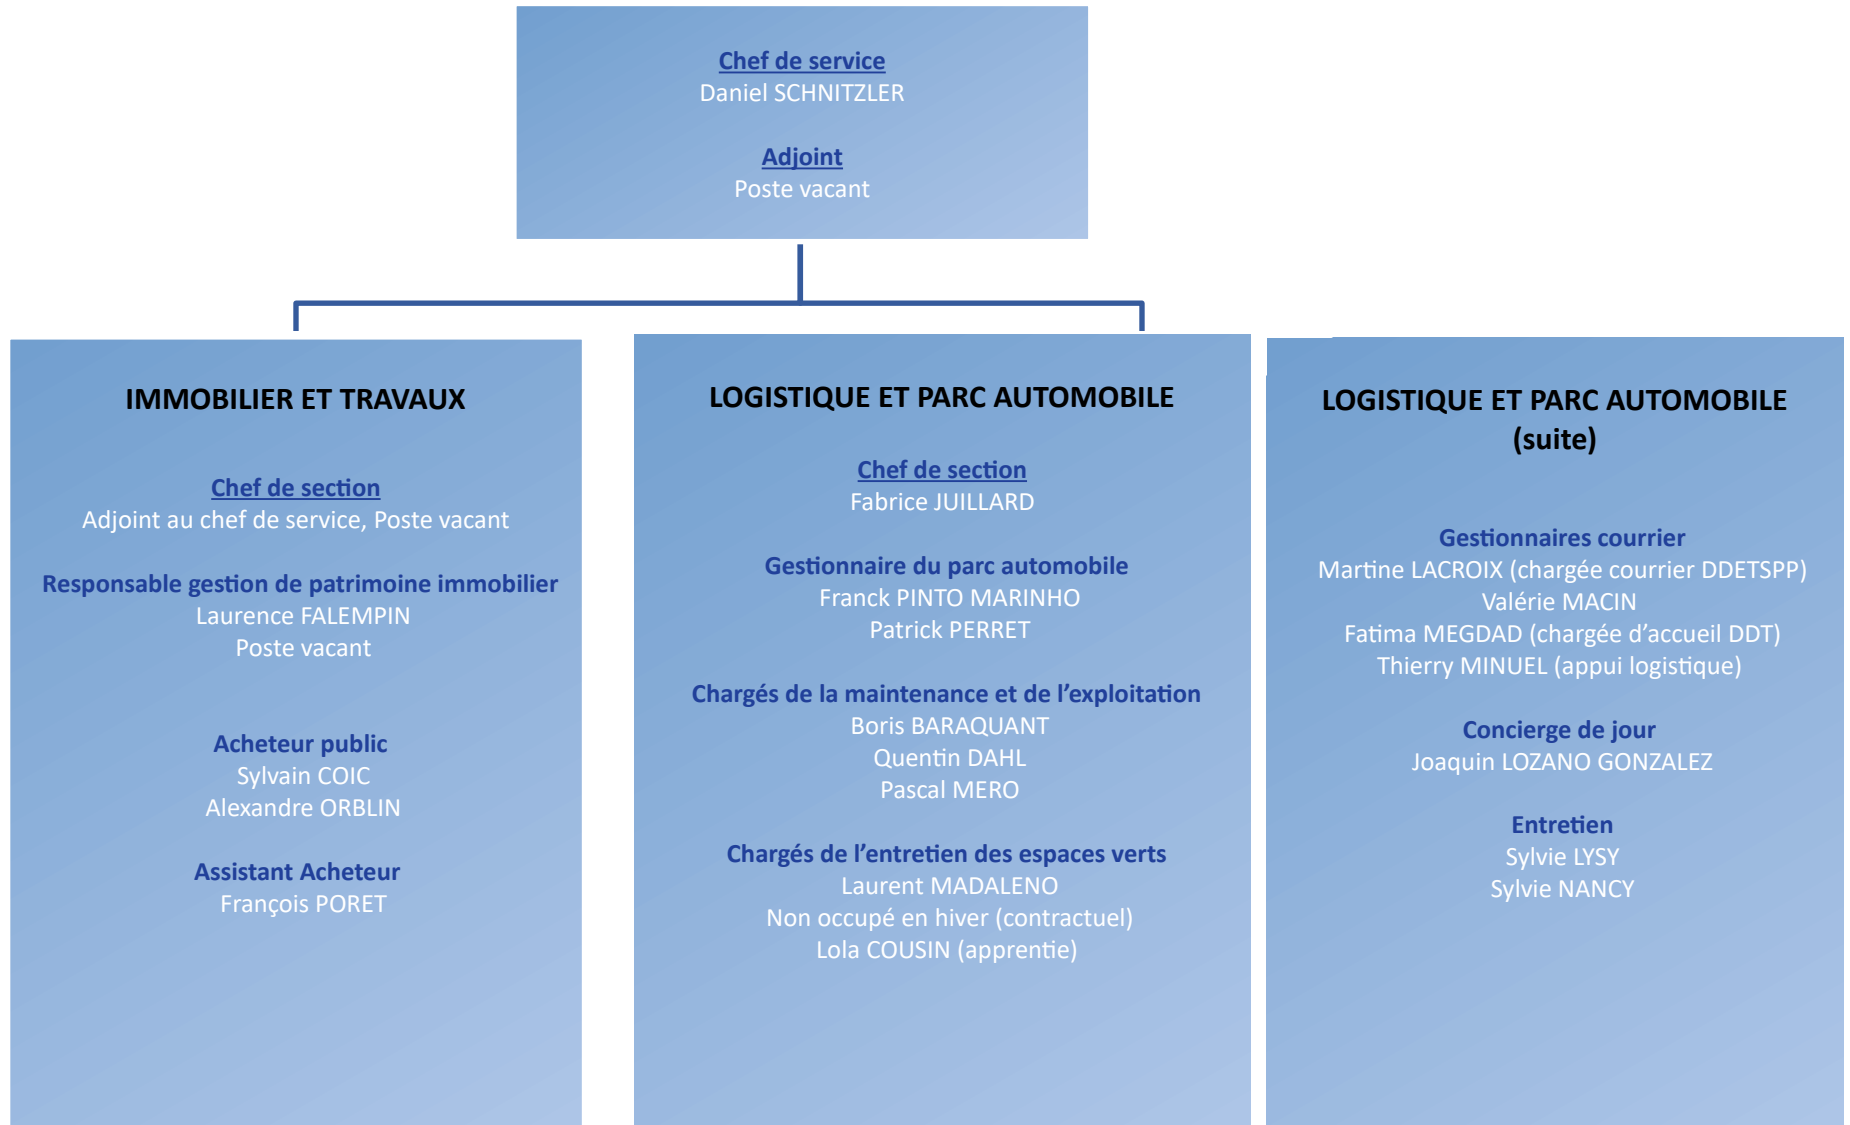 Chef de service
Daniel SCHNITZLER
Adjoint
Poste vacant
IMMOBILIER ET TRAVAUX
Chef de section
Adjoint au chef de service, Poste vacant
Responsable gestion de patrimoine immobilier
Laurence FALEMPIN
Poste vacant
Acheteur public
Sylvain COIC
Alexandre ORBLIN
Assistant Acheteur
François PORET
LOGISTIQUE ET PARC AUTOMOBILE
Chef de section
Fabrice JUILLARD
Gestionnaire du parc automobile
Franck PINTO MARINHO
Patrick PERRET
Chargés de la maintenance et de l’exploitation
Boris BARAQUANT
Quentin DAHL
Pascal MERO
Chargés de l’entretien des espaces verts
Laurent MADALENO
Non occupé en hiver (contractuel)
Lola COUSIN (apprentie)
LOGISTIQUE ET PARC AUTOMOBILE
(suite)
Gestionnaires courrier
Martine LACROIX (chargée courrier DDETSPP)
Valérie MACIN
Fatima MEGDAD (chargée d’accueil DDT)
Thierry MINUEL (appui logistique)
Concierge de jour
Joaquin LOZANO GONZALEZ
Entretien
Sylvie LYSY
Sylvie NANCY